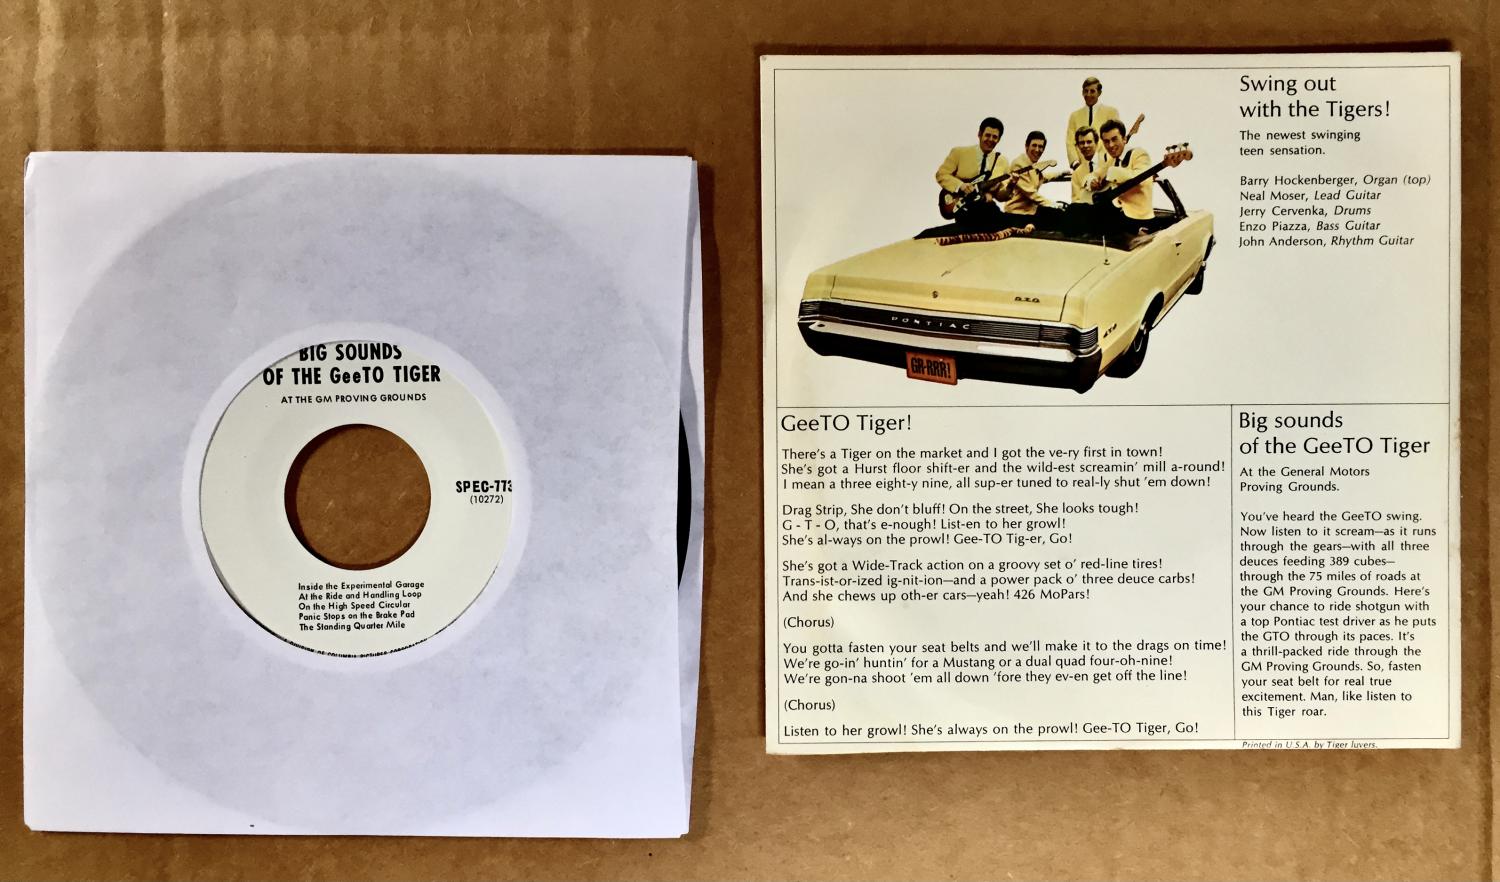 BIG SOUNDS
OF THE GeeTO TIGER
AT THE GM PROVING GROUNDS
SPEC-773
(10272)
Inside the Experimental Garage
At the Ride and Handling Loop
On the High Speed Circular
Panic Stops on the Brake Pad
The Standing Quarter Mile
GTO
PONTIAC
GTO
GR-RRR!
Swing out
with the Tigers!
The newest swinging
teen sensation.
Barry Hockenberger, Organ (top)
Neal Moser, Lead Guitar
Jerry Cervenka, Drums
Enzo Piazza, Bass Guitar
John Anderson, Rhythm Guitar
GeeTO Tiger!
There's a Tiger on the market and I got the ve-ry first in town!
She's got a Hurst floor shift-er and the wild-est screamin' mill a-round!
I mean a three eight-y nine, all sup-er tuned to real-ly shut 'em down!
Drag Strip, She don't bluff! On the street, She looks tough!
G - T - O, that's e-nough! List-en to her growl!
She's al-ways on the prowl! Gee-TO Tig-er, Go!
She's got a Wide-Track action on a groovy set o' red-line tires!
Trans-ist-or-ized ig-nit-ion—and a power pack o' three deuce carbs!
And she chews up oth-er cars—yeah! 426 MoPars!
(Chorus)
You gotta fasten your seat belts and we'll make it to the drags on time!
We're go-in' huntin' for a Mustang or a dual quad four-oh-nine!
We're gon-na shoot 'em all down 'fore they ev-en get off the line!
(Chorus)
Listen to her growl! She's always on the prowl! Gee-TO Tiger, Go!
Big sounds
of the GeeTO Tiger
At the General Motors
Proving Grounds.
You've heard the GeeTO swing.
Now listen to it scream—as it runs
through the gears—with all three
deuces feeding 389 cubes—
through the 75 miles of roads at
the GM Proving Grounds. Here's
your chance to ride shotgun with
a top Pontiac test driver as he puts
the GTO through its paces. It's
a thrill-packed ride through the
GM Proving Grounds. So, fasten
your seat belt for real true
excitement. Man, like listen to
this Tiger roar.
Printed in U.S.A. by Tiger luvers.